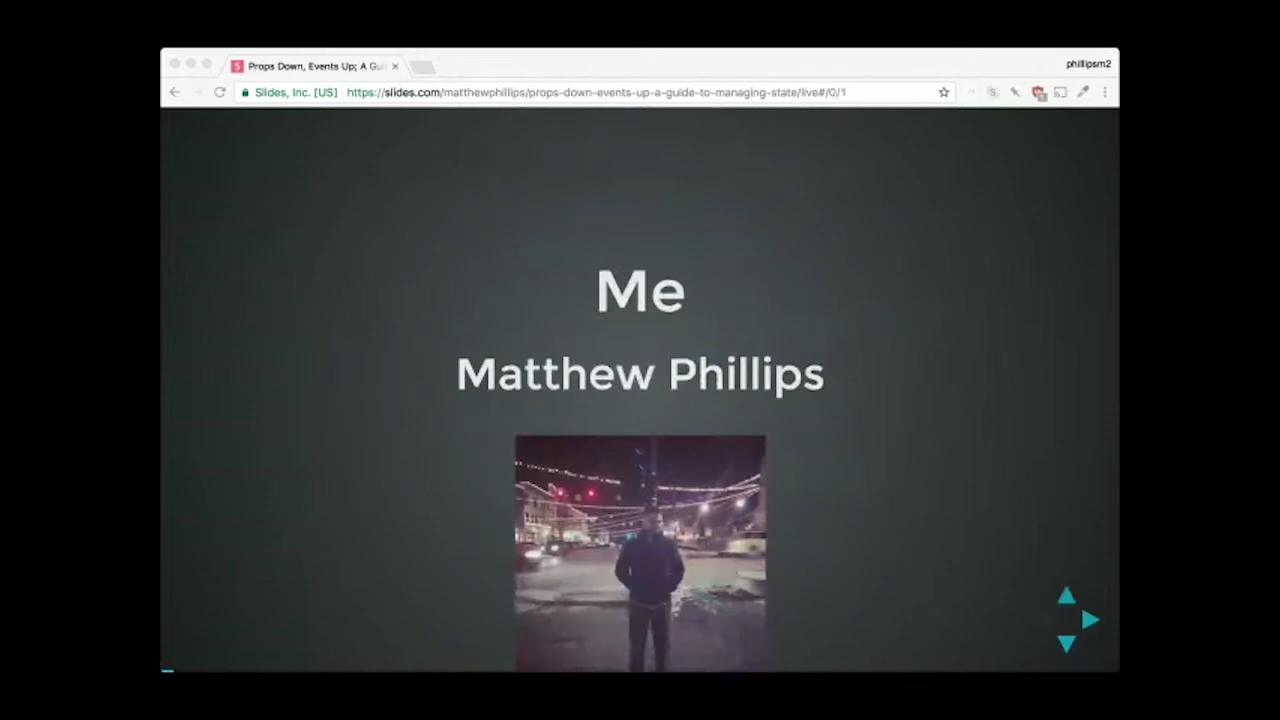 Props Down, Events Up; A Gui
phillipsm2
Slides, Inc. [US] https://slides.com/matthewphillips/props-down-events-up-a-guide-to-managing-state/live#/0/1
Me
Matthew Phillips